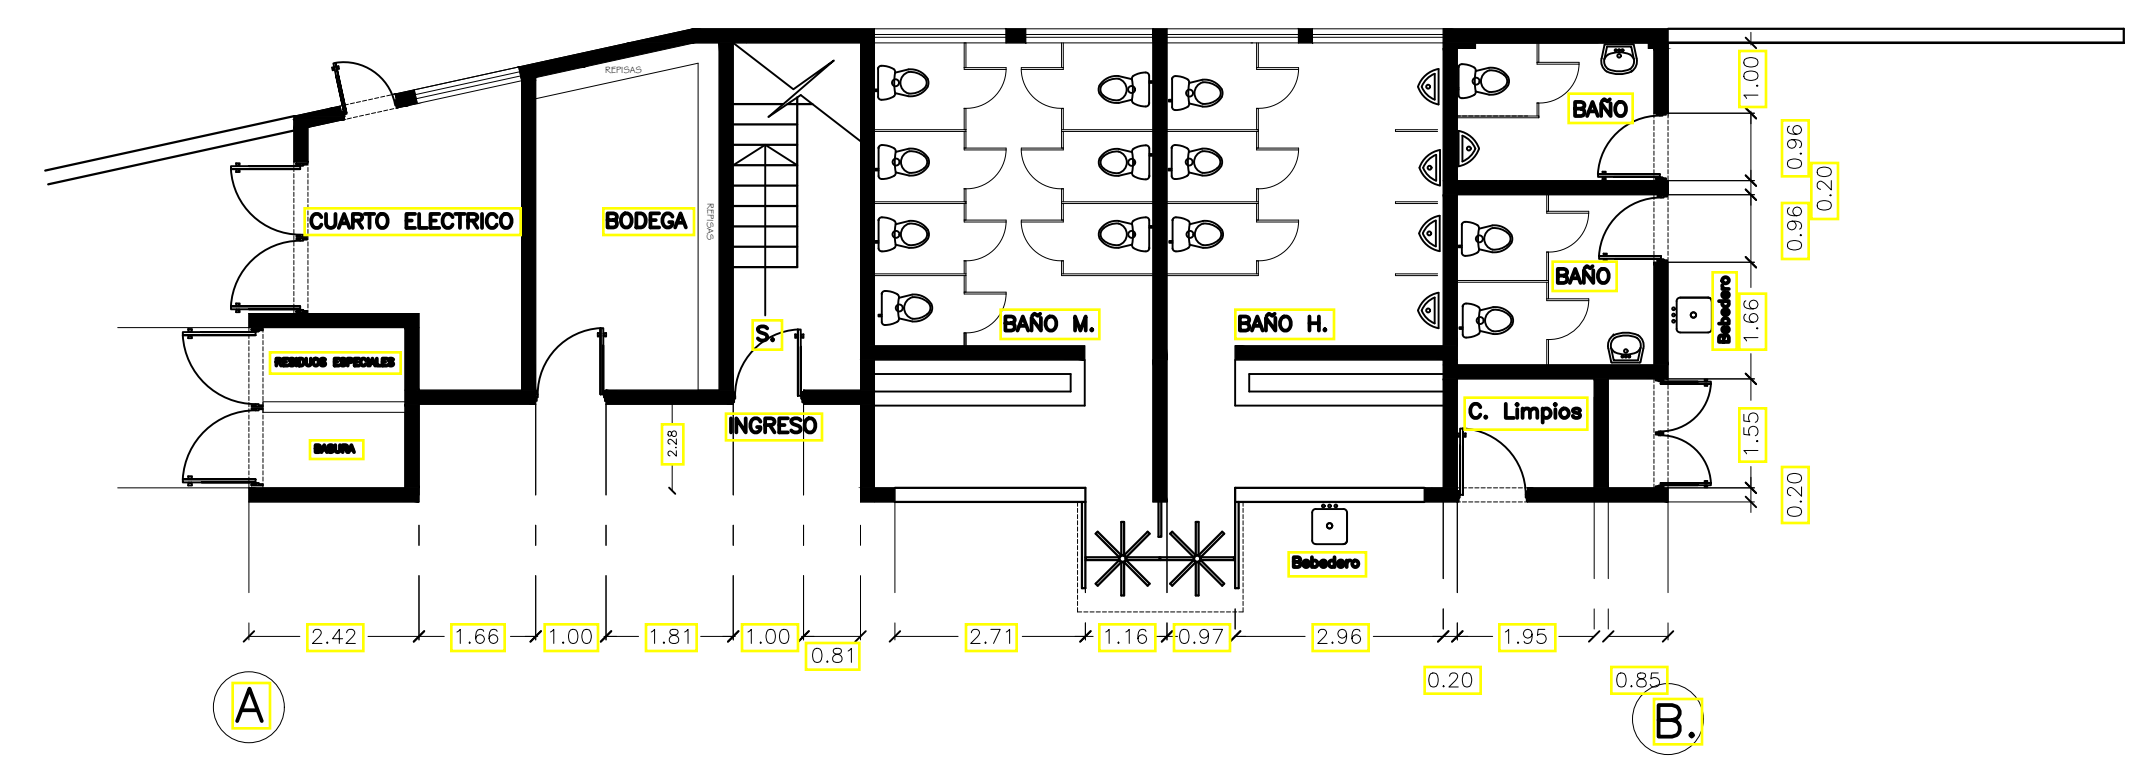 REPISAS
1.00
BAÑO
0.96
0.20
CUARTO ELECTRICO
BODEGA
REPISAS
0.96
BAÑO
S.
BAÑO M.
BAÑO H.
Bebedero
1.66
RESIDUOS ESPECIALES
INGRESO
C. Limpios
2.28
1.55
BASURA
0.20
Bebedero
2.42
1.66
1.00
1.81
1.00
0.81
2.71
1.16
0.97
2.96
1.95
0.20
0.85
A
B.